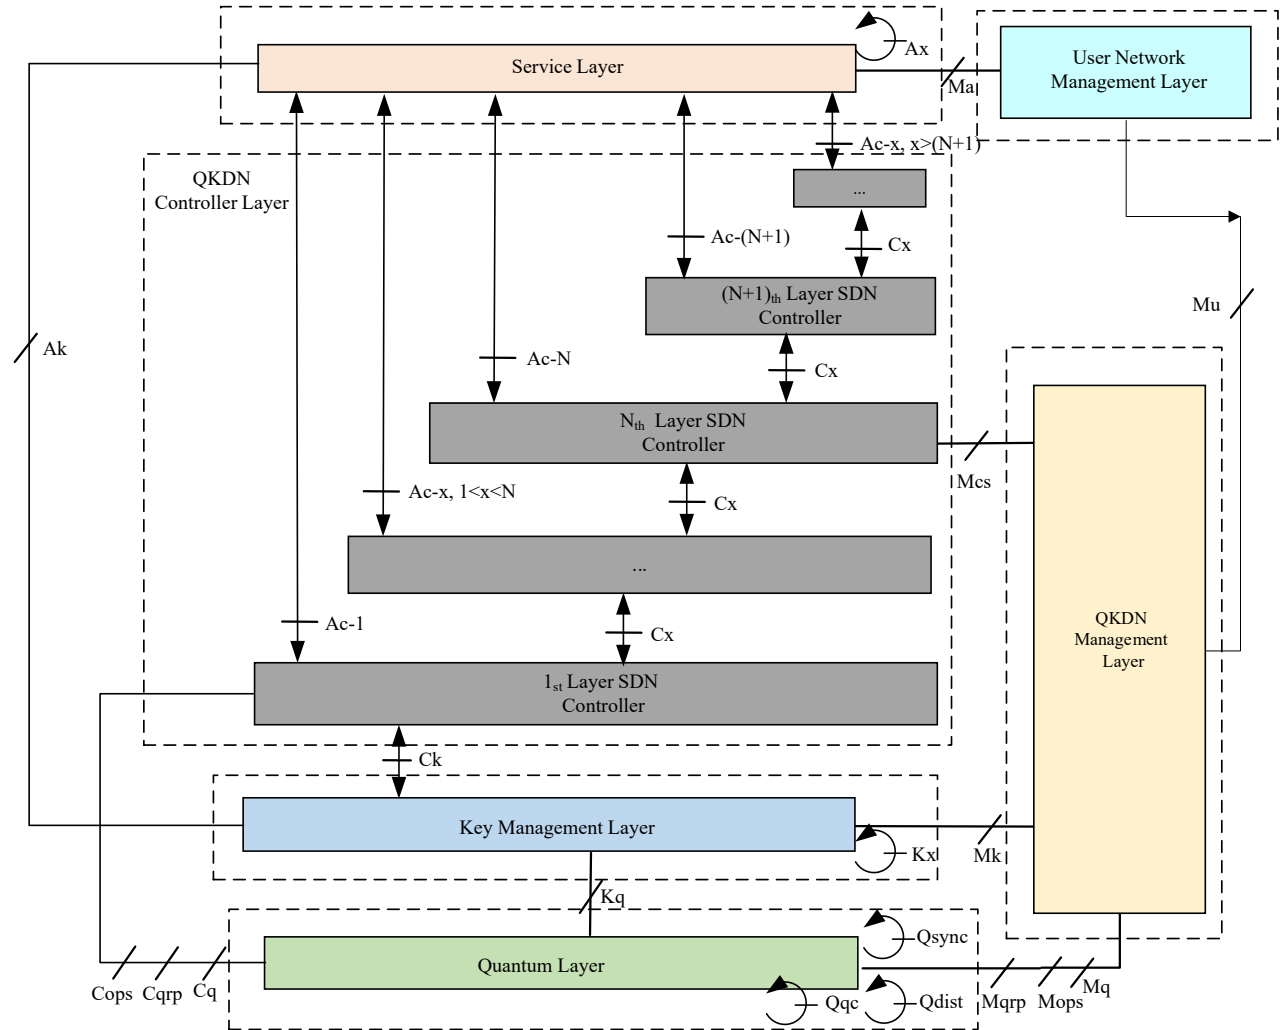 Ax
Service Layer
User Network
Management Layer
Ma
Ac-x, x>(N+1)
QKDN
Controller Layer
...
Ac-(N+1)
Cx
(N+1)th Layer SDN
Controller
Mu
Ak
Ac-N
Cx
Nth Layer SDN
Controller
Mcs
Ac-x, 1<x<N
Cx
...
QKDN
Management
Layer
Ac-1
Cx
1st Layer SDN
Controller
Ck
Key Management Layer
Kx
Mk
Kq
Qsync
Quantum Layer
Cops
Cqrp
Cq
Qqc
Qdist
Mqrp
Mops
Mq